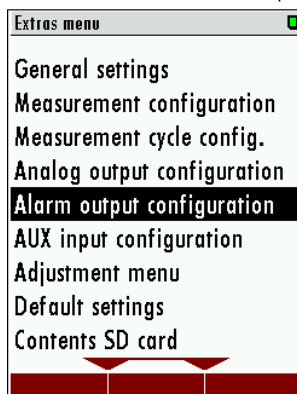 Extras menu
General settings
Measurement configuration
Measurement cycle config.
Analog output configuration
Alarm output configuration
AUX input configuration
Adjustment menu
Default settings
Contents SD card